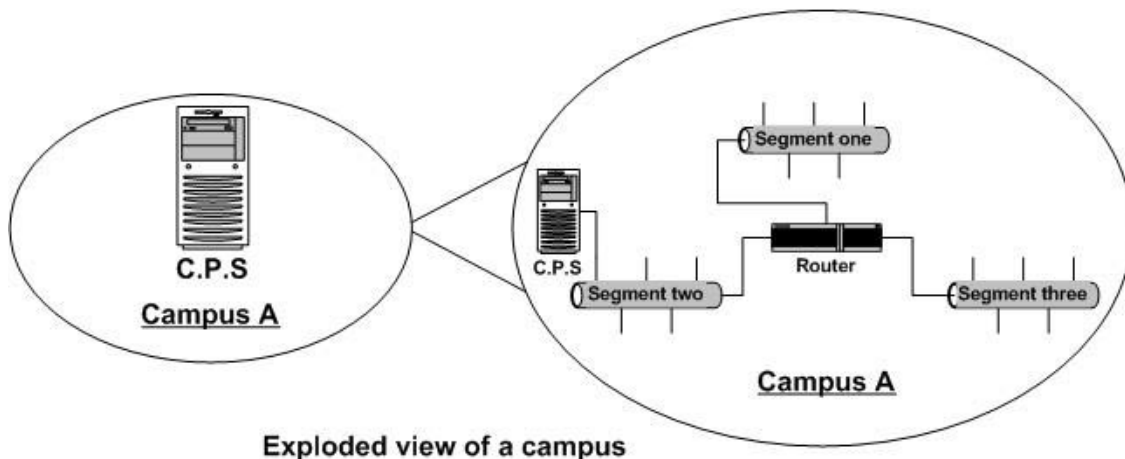 C.P.S
Campus A
Segment one
C.P.S
Router
Segment two
Segment three
Campus A
Exploded view of a campus